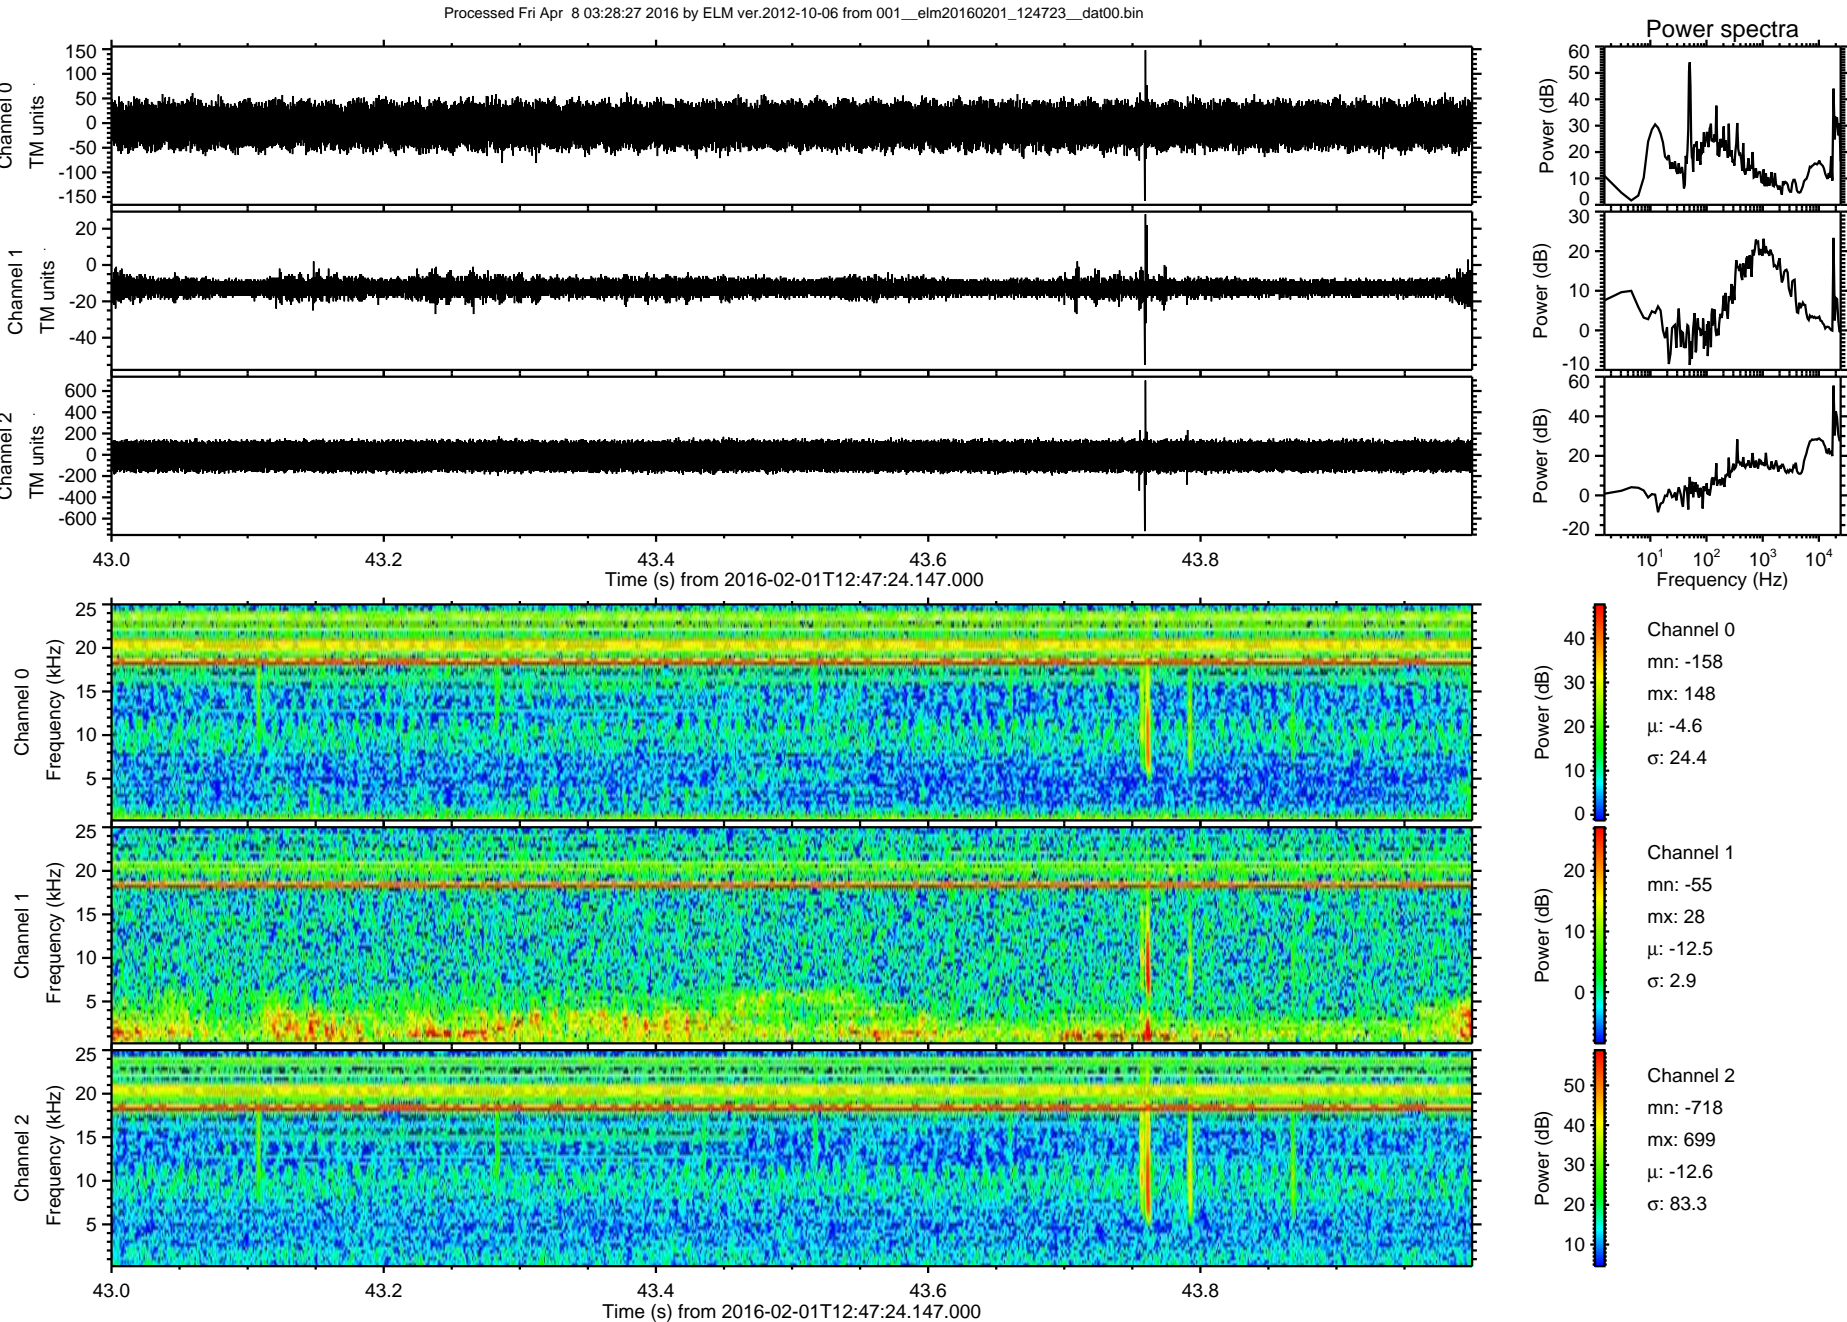 Processed Fri Apr  8 03:28:27 2016 by ELM ver.2012-10-06 from 001__elm20160201_124723__dat00.bin
Power spectra
Channel 0
TM units
150
100
50
0
-50
-100
-150
Power (dB)
60
50
40
30
20
10
0
Channel 1
TM units
20
0
-20
-40
Power (dB)
30
20
10
0
-10
Channel 2
TM units
600
400
200
0
-200
-400
-600
Power (dB)
60
40
20
0
-20
43.0 43.2 43.4 43.6 43.8
Time (s) from 2016-02-01T12:47:24.147.000
10^1 10^2 10^3 10^4
Frequency (Hz)
Channel 0
Frequency (kHz)
25
20
15
10
5
Power (dB)
40
30
20
10
0
Channel 0
mn: -158
mx: 148
μ: -4.6
σ: 24.4
Channel 1
Frequency (kHz)
25
20
15
10
5
Power (dB)
20
10
0
Channel 1
mn: -55
mx: 28
μ: -12.5
σ: 2.9
Channel 2
Frequency (kHz)
25
20
15
10
5
Power (dB)
50
40
30
20
10
Channel 2
mn: -718
mx: 699
μ: -12.6
σ: 83.3
43.0 43.2 43.4 43.6 43.8
Time (s) from 2016-02-01T12:47:24.147.000